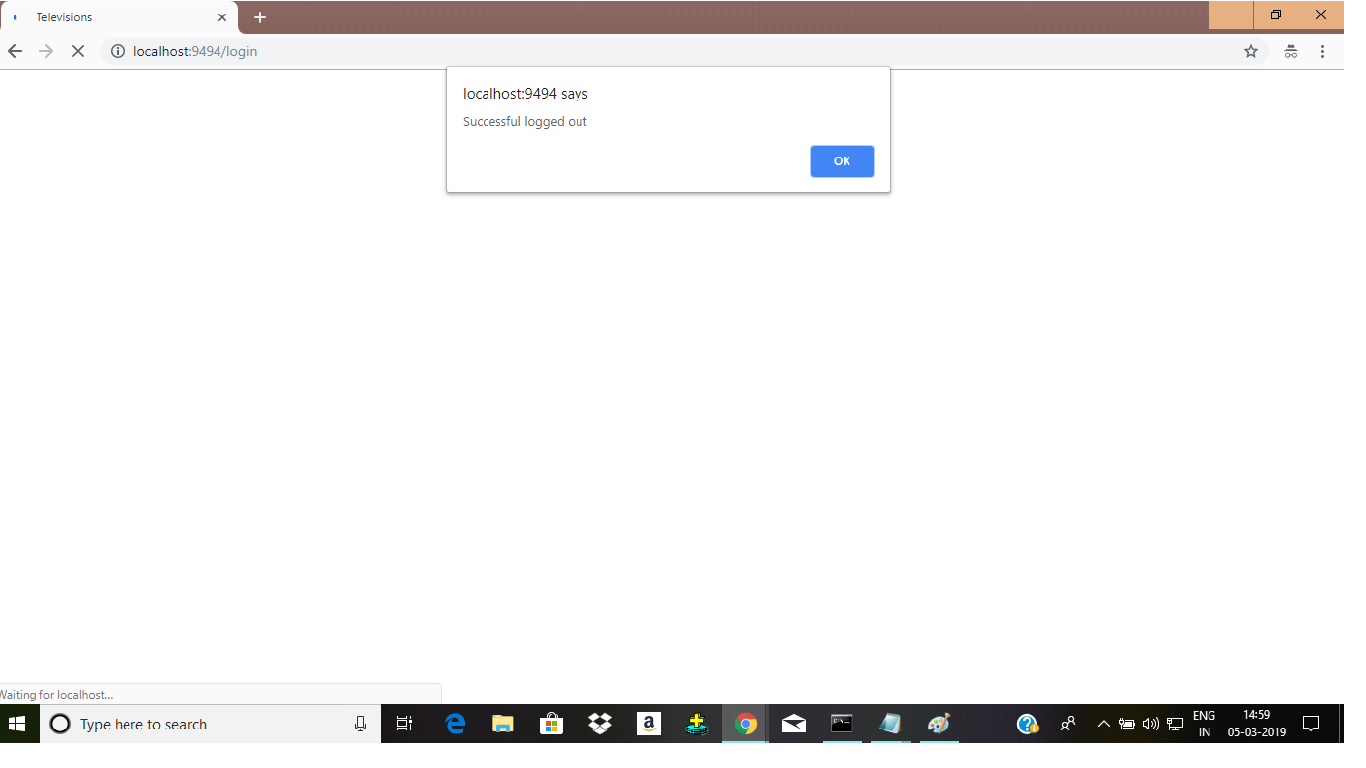 Televisions
localhost:9494/login
localhost:9494 says
Successful logged out
OK
Waiting for localhost...
Type here to search
a
ENG
IN
14:59
05-03-2019